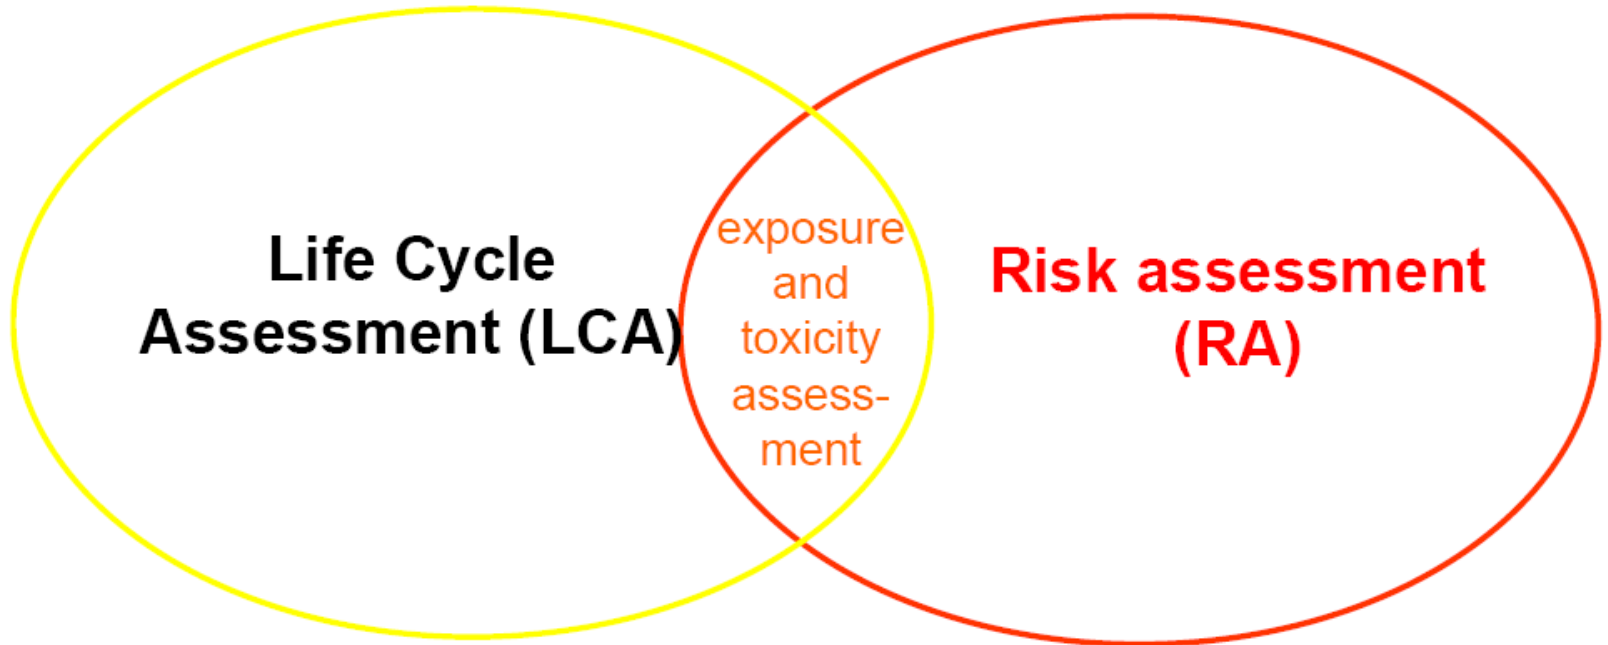 Life Cycle
Assessment (LCA)
exposure
and
toxicity
assess-
ment
Risk assessment
(RA)